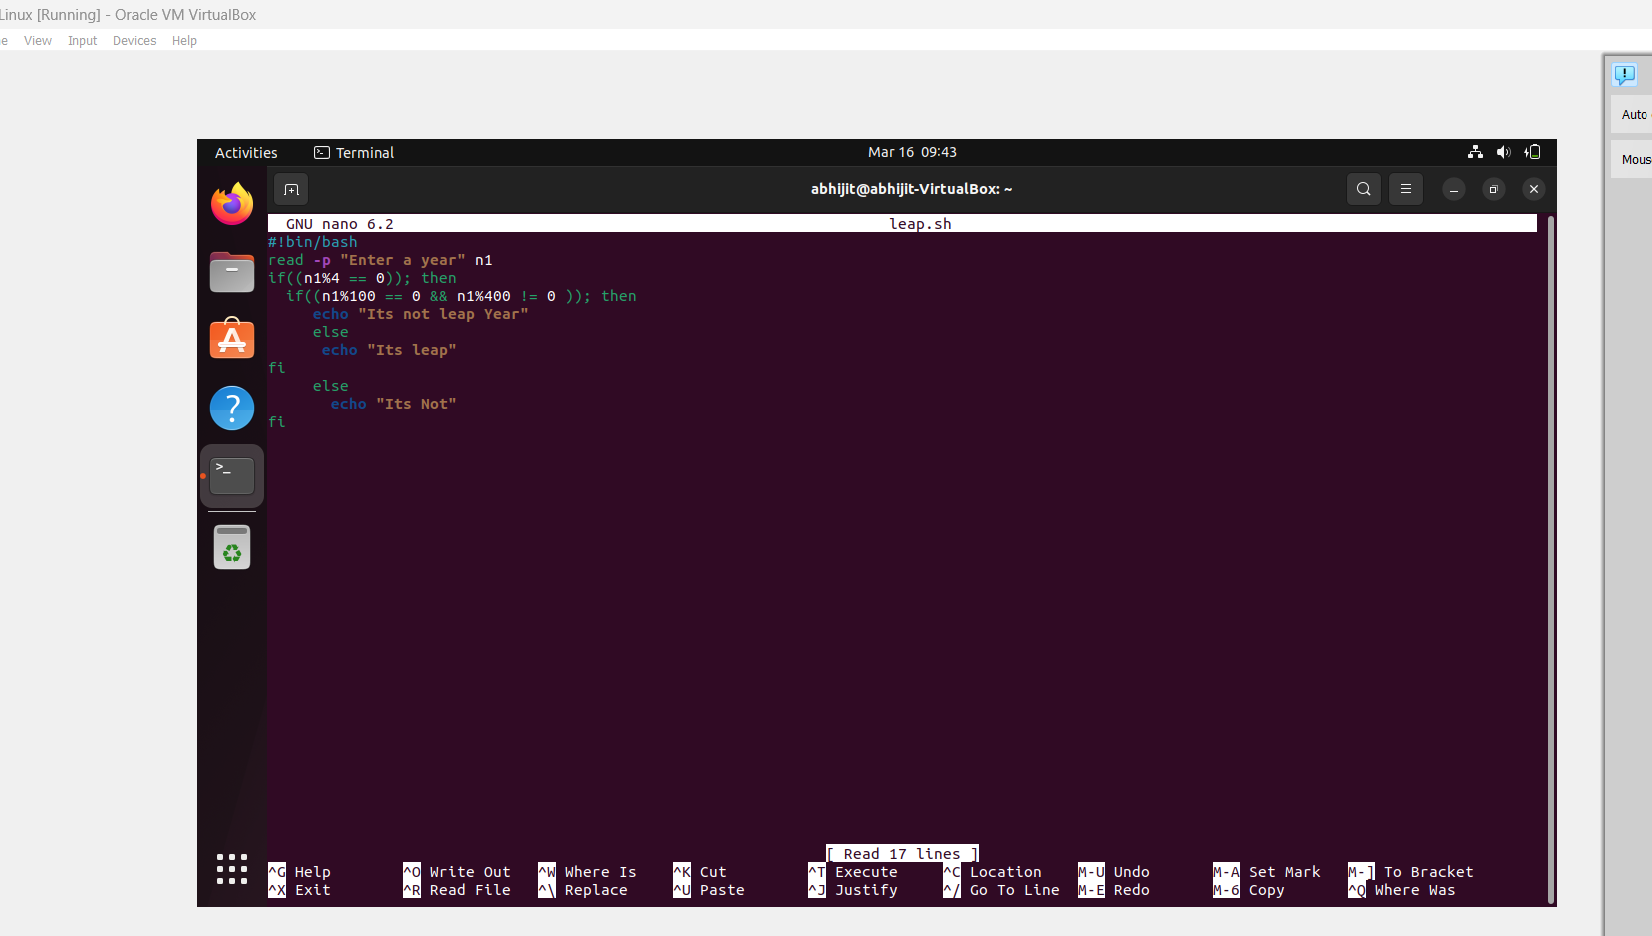 Linux [Running] - Oracle VM VirtualBox
e View Input Devices Help
Auto
Mous
Activities Terminal Mar 16 09:43
abhijit@abhijit-VirtualBox: ~
GNU nano 6.2 leap.sh
#!bin/bash
read -p "Enter a year" n1
if((n1%4 == 0)); then
  if((n1%100 == 0 && n1%400 != 0 )); then
     echo "Its not leap Year"
     else
      echo "Its leap"
fi
     else
       echo "Its Not"
fi
[ Read 17 lines ]
^G Help ^O Write Out ^W Where Is ^K Cut ^T Execute ^C Location M-U Undo M-A Set Mark M-] To Bracket
^X Exit ^R Read File ^\ Replace ^U Paste ^J Justify ^/ Go To Line M-E Redo M-6 Copy ^Q Where Was